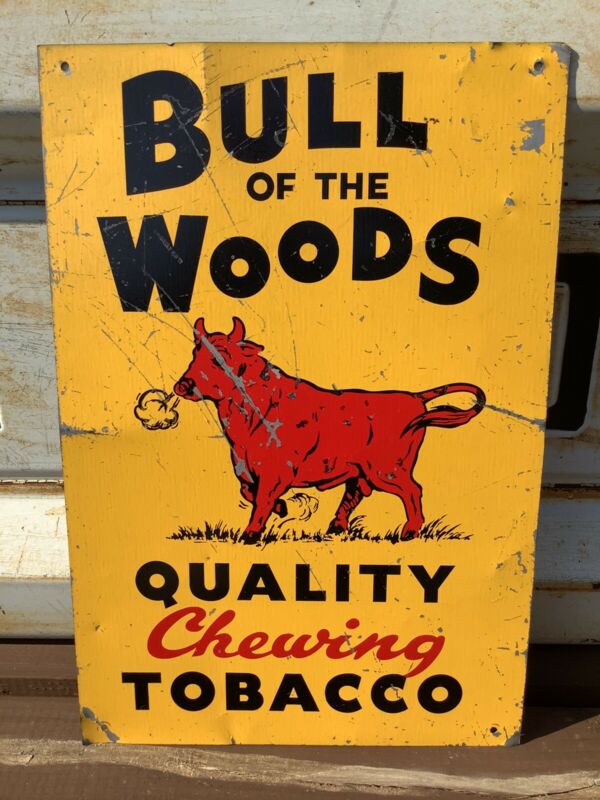 BULL
OF THE
WOODS
QUALITY
Chewing
TOBACCO